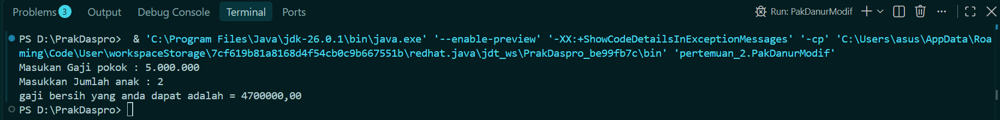 Problems 3 Output Debug Console Terminal Ports Run: PakDanurModif
PS D:\PrakDaspro>  & 'C:\Program Files\Java\jdk-26.0.1\bin\java.exe' '--enable-preview' '-XX:+ShowCodeDetailsInExceptionMessages' '-cp' 'C:\Users\asus\AppData\Roa
ming\Code\User\workspaceStorage\7cf619b81a8168d4f54cb0c9b667551b\redhat.java\jdt_ws\PrakDaspro_be99fb7c\bin' 'pertemuan_2.PakDanurModif'
Masukan Gaji pokok : 5.000.000
Masukkan Jumlah anak : 2
gaji bersih yang anda dapat adalah = 4700000,00
PS D:\PrakDaspro>